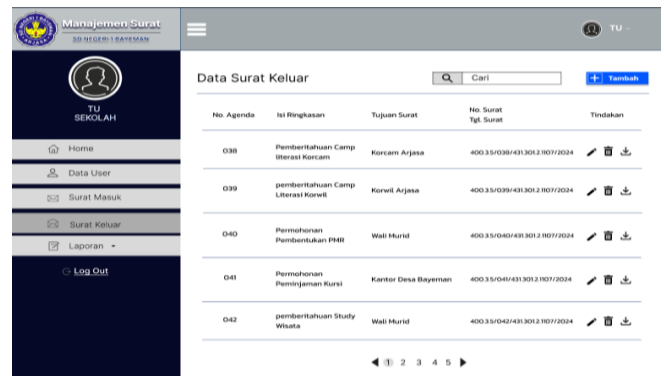 Manajemen Surat
SD NEGERI 1 BAYEMAN
TU
TU
SEKOLAH
Home
Data User
Surat Masuk
Surat Keluar
Laporan
Log Out
Data Surat Keluar
Cari
+ Tambah
No. Agenda Isi Ringkasan Tujuan Surat No. Surat Tindakan
Tgl. Surat
038 Pemberitahuan Camp literasi Korcam Korcam Arjasa 400.3.5/038/431.301.2.1107/2024
039 pemberitahuan Camp Literasi Korwil Korwil Arjasa 400.3.5/039/431.301.2.1107/2024
040 Permohonan Pembentukan PMR Wali Murid 400.3.5/040/431.301.2.1107/2024
041 Permohonan Peminjaman Kursi Kantor Desa Bayeman 400.3.5/041/431.301.2.1107/2024
042 pemberitahuan Study Wisata Wali Murid 400.3.5/042/431.301.2.1107/2024
1 2 3 4 5